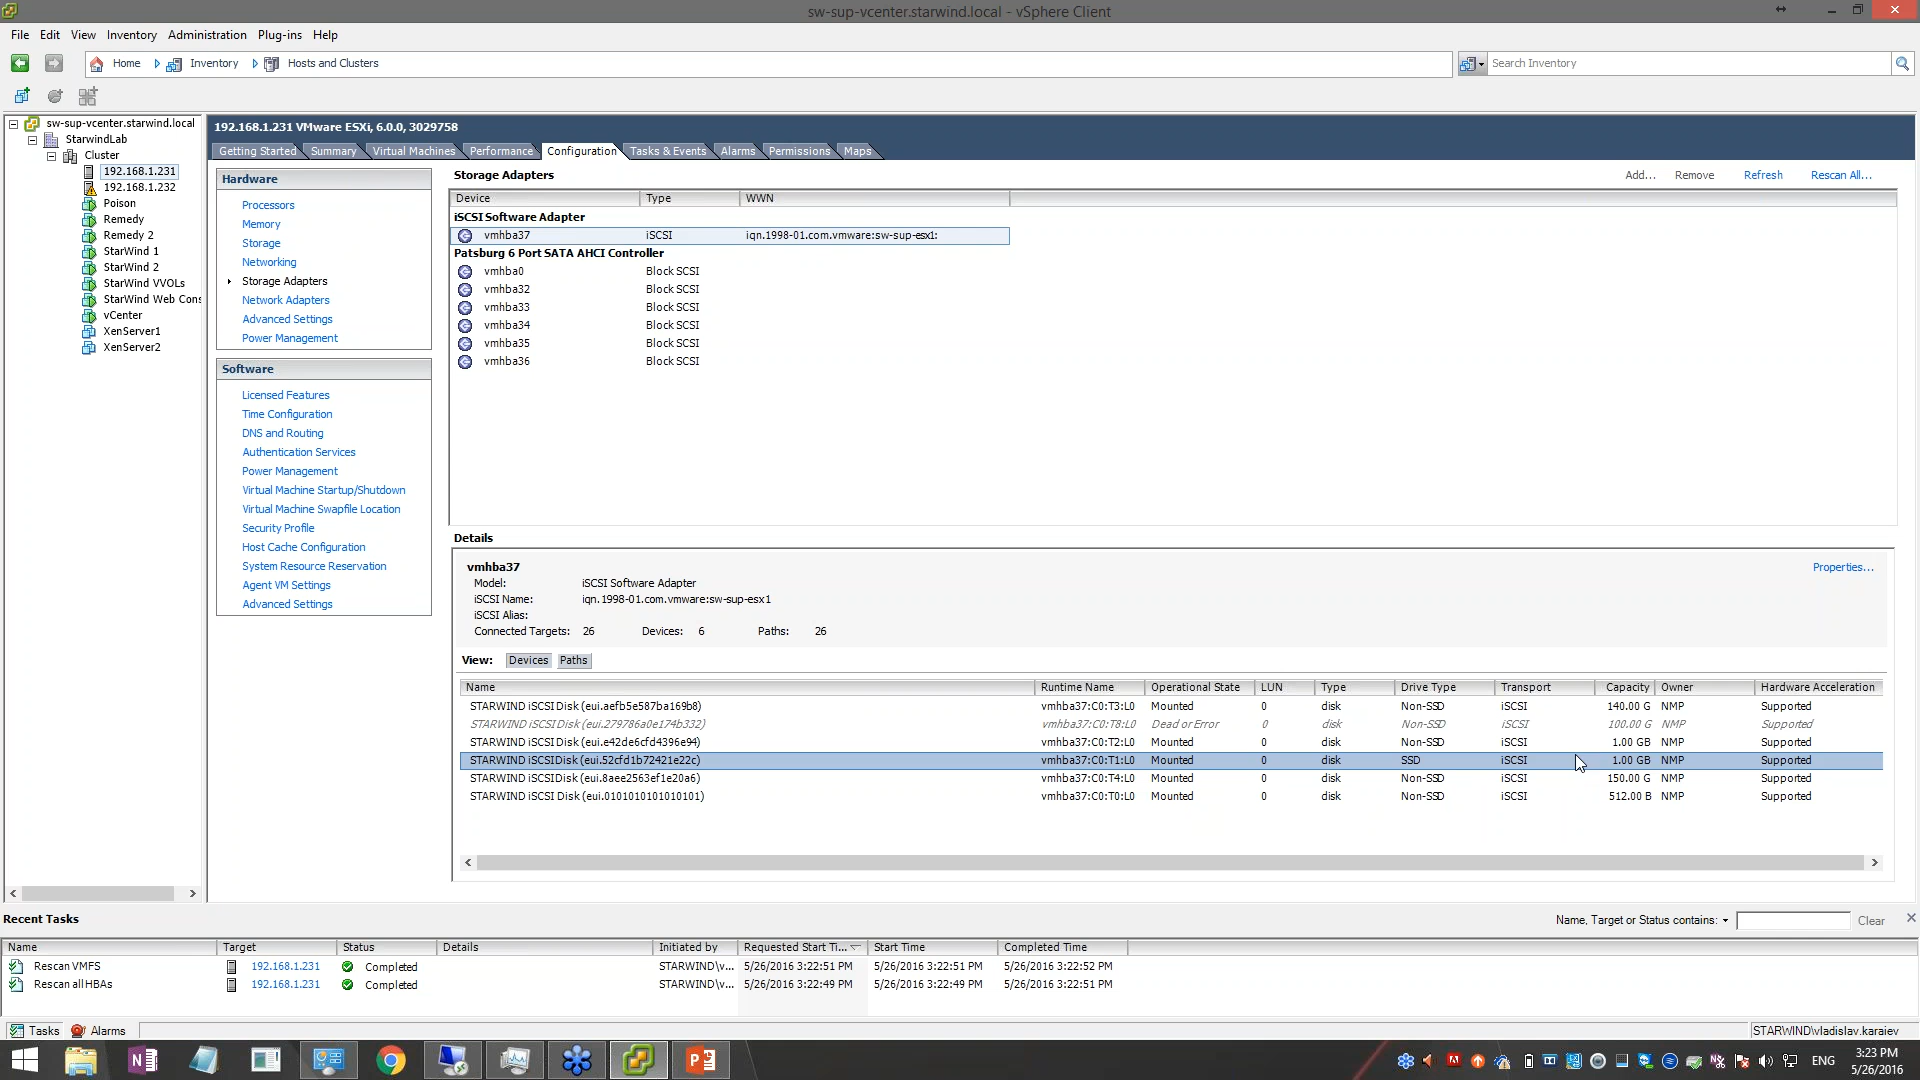 sw-sup-vcenter.starwind.local - vSphere Client
File Edit View Inventory Administration Plug-ins Help
Home Inventory Hosts and Clusters Search Inventory
sw-sup-vcenter.starwind.local
StarwindLab
Cluster
192.168.1.231
192.168.1.232
Poison
Remedy
Remedy 2
StarWind 1
StarWind 2
StarWind VVOLs
StarWind Web Cons
vCenter
XenServer1
XenServer2
192.168.1.231 VMware ESXi, 6.0.0, 3029758
Getting Started Summary Virtual Machines Performance Configuration Tasks & Events Alarms Permissions Maps
Hardware
Processors
Memory
Storage
Networking
Storage Adapters
Network Adapters
Advanced Settings
Power Management
Software
Licensed Features
Time Configuration
DNS and Routing
Authentication Services
Power Management
Virtual Machine Startup/Shutdown
Virtual Machine Swapfile Location
Security Profile
Host Cache Configuration
System Resource Reservation
Agent VM Settings
Advanced Settings
Storage Adapters Add... Remove Refresh Rescan All...
Device Type WWN
iSCSI Software Adapter
vmhba37 iSCSI iqn.1998-01.com.vmware:sw-sup-esx1:
Patsburg 6 Port SATA AHCI Controller
vmhba0 Block SCSI
vmhba32 Block SCSI
vmhba33 Block SCSI
vmhba34 Block SCSI
vmhba35 Block SCSI
vmhba36 Block SCSI
Details
vmhba37 Properties...
Model: iSCSI Software Adapter
iSCSI Name: iqn.1998-01.com.vmware:sw-sup-esx1
iSCSI Alias:
Connected Targets: 26 Devices: 6 Paths: 26
View: Devices Paths
Name Runtime Name Operational State LUN Type Drive Type Transport Capacity Owner Hardware Acceleration
STARWIND iSCSI Disk (eui.aefb5e587ba169b8) vmhba37:C0:T3:L0 Mounted 0 disk Non-SSD iSCSI 140.00 G NMP Supported
STARWIND iSCSI Disk (eui.279786a0e174b332) vmhba37:C0:T8:L0 Dead or Error 0 disk Non-SSD iSCSI 100.00 G NMP Supported
STARWIND iSCSI Disk (eui.e42de6cfd4396e94) vmhba37:C0:T2:L0 Mounted 0 disk Non-SSD iSCSI 1.00 GB NMP Supported
STARWIND iSCSI Disk (eui.52cfd1b72421e22c) vmhba37:C0:T1:L0 Mounted 0 disk SSD iSCSI 1.00 GB NMP Supported
STARWIND iSCSI Disk (eui.8aee2563ef1e20a6) vmhba37:C0:T4:L0 Mounted 0 disk Non-SSD iSCSI 150.00 G NMP Supported
STARWIND iSCSI Disk (eui.0101010101010101) vmhba37:C0:T0:L0 Mounted 0 disk Non-SSD iSCSI 512.00 B NMP Supported
Recent Tasks Name, Target or Status contains: Clear
Name Target Status Details Initiated by Requested Start Ti... Start Time Completed Time
Rescan VMFS 192.168.1.231 Completed STARWIND\v... 5/26/2016 3:22:51 PM 5/26/2016 3:22:51 PM 5/26/2016 3:22:52 PM
Rescan all HBAs 192.168.1.231 Completed STARWIND\v... 5/26/2016 3:22:49 PM 5/26/2016 3:22:49 PM 5/26/2016 3:22:51 PM
Tasks Alarms STARWIND\vladislav.karaiev
ENG 3:23 PM
5/26/2016